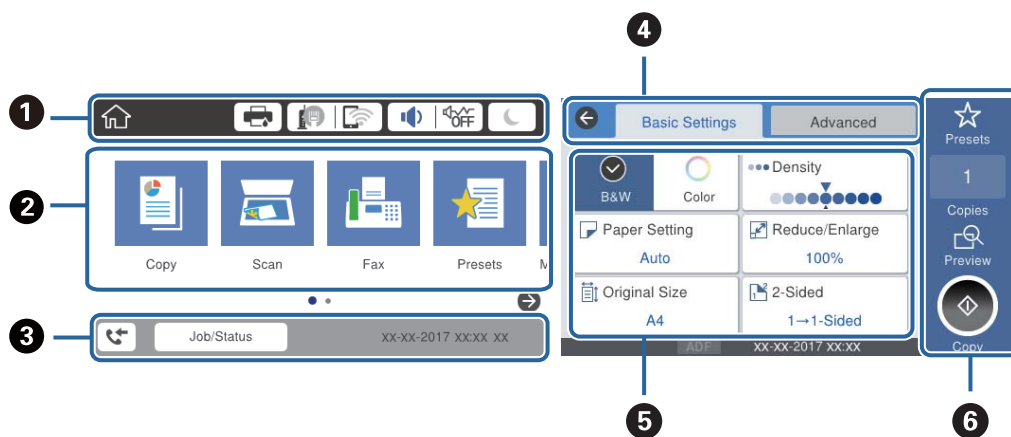 4
1
OFF
2
Copy
Scan
Fax
Presets
M
3
Job/Status
xx-xx-2017 xx:xx xx
Basic Settings
Advanced
B&W
Color
Density
Paper Setting
Auto
Reduce/Enlarge
100%
Original Size
A4
2-Sided
1→1-Sided
ADF
xx-xx-2017 xx:xx
Presets
1
Copies
Preview
Copy
5
6